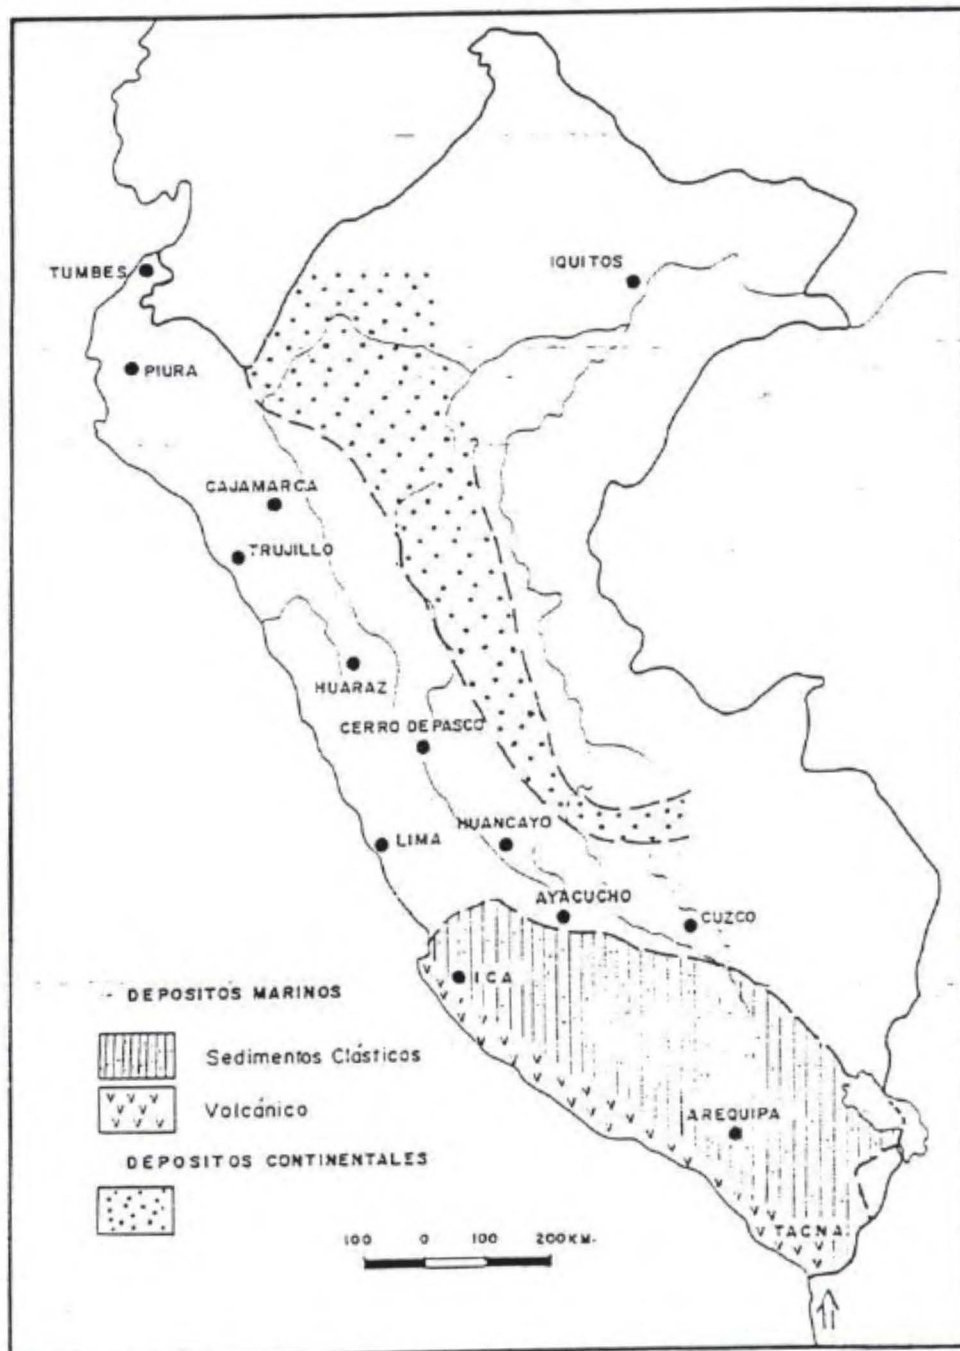 TUMBES
IQUITOS
PIURA
CAJAMARCA
TRUJILLO
HUARAZ
CERRO DE PASCO
LIMA
HUANCAYO
AYACUCHO
CUZCO
ICA
DEPOSITOS MARINOS
Sedimentos Clásticos
Volcánico
AREQUIPA
DEPOSITOS CONTINENTALES
TACNA
100 0 100 200 KM.